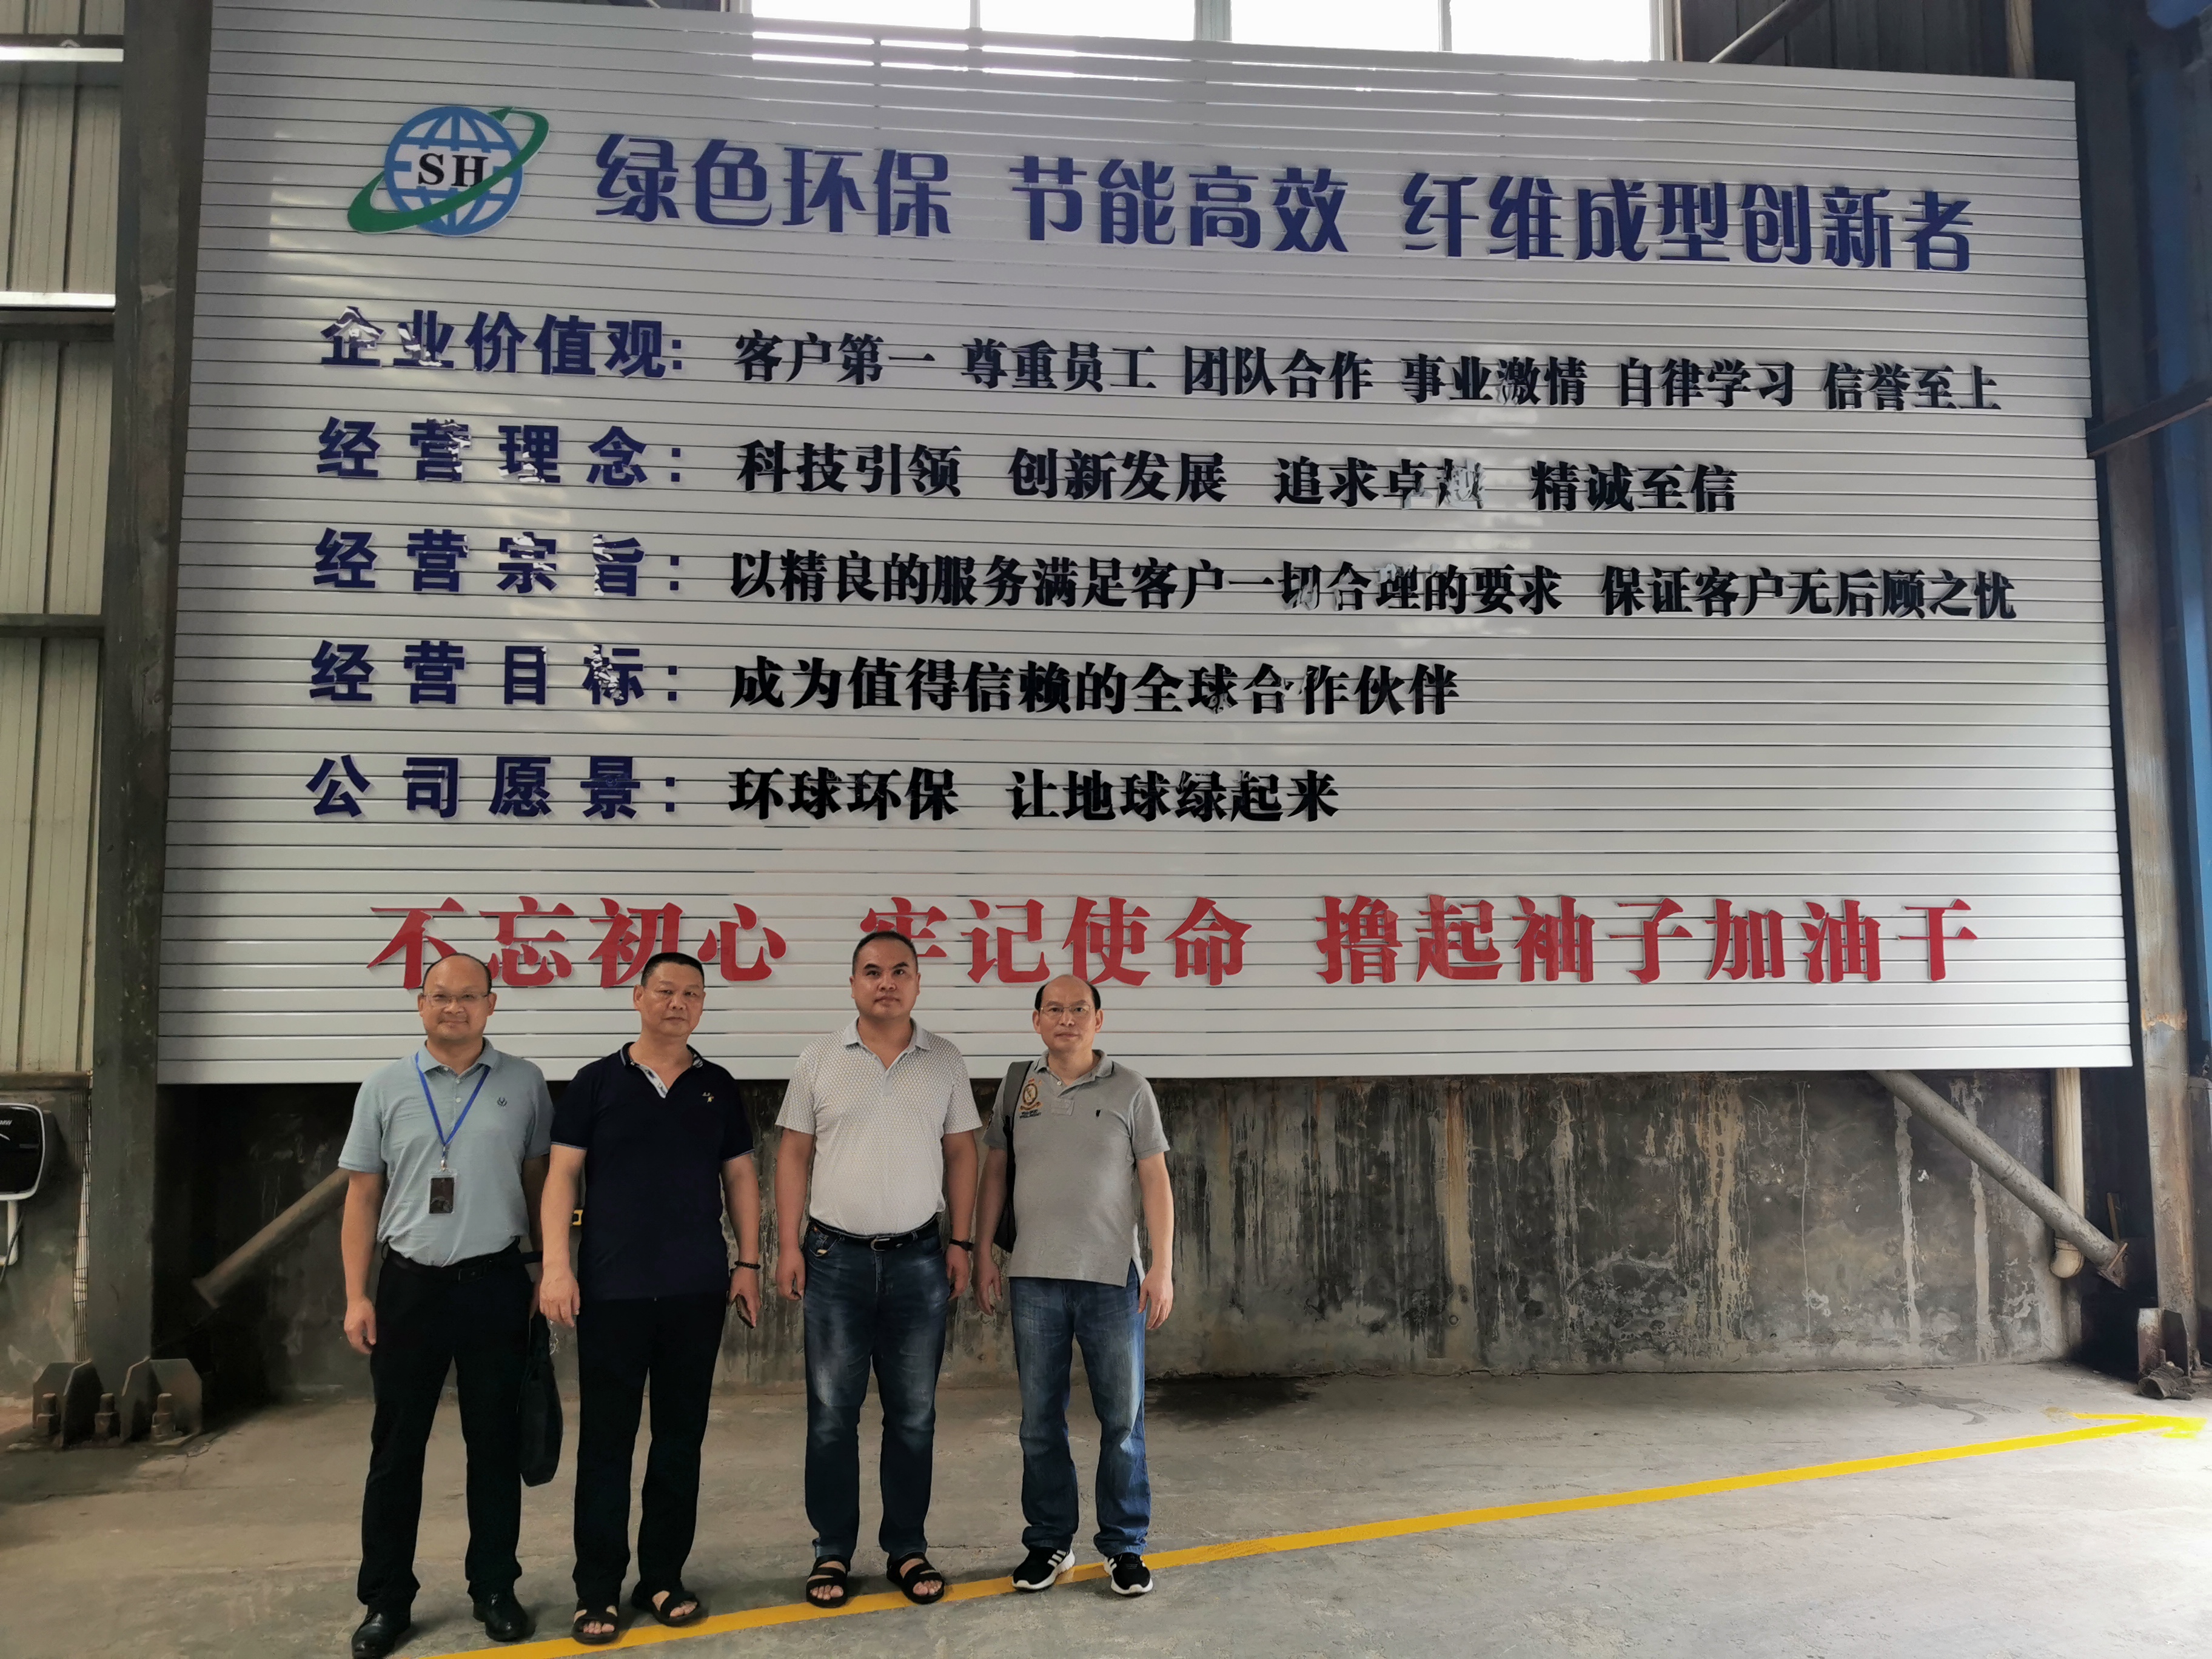 SH 绿色环保 节能高效 纤维成型创新者
企业价值观: 客户第一 尊重员工 团队合作 事业激情 自律学习 信誉至上
经营理念: 科技引领 创新发展 追求卓越 精诚至信
经营宗旨: 以精良的服务满足客户一切合理的要求 保证客户无后顾之忧
经营目标: 成为值得信赖的全球合作伙伴
公司愿景: 环球环保 让地球绿起来
不忘初心 牢记使命 撸起袖子加油干